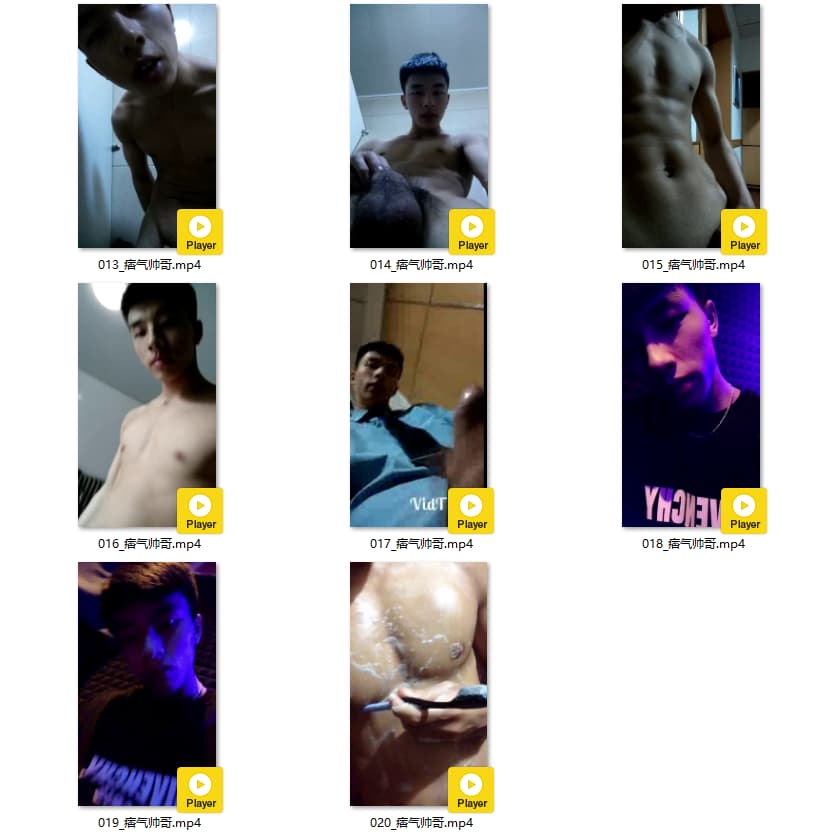 Player
Player
Player
013_痞气帅哥.mp4
014_痞气帅哥.mp4
015_痞气帅哥.mp4
VidT
VENCHY
Player
Player
Player
016_痞气帅哥.mp4
017_痞气帅哥.mp4
018_痞气帅哥.mp4
Player
Player
019_痞气帅哥.mp4
020_痞气帅哥.mp4